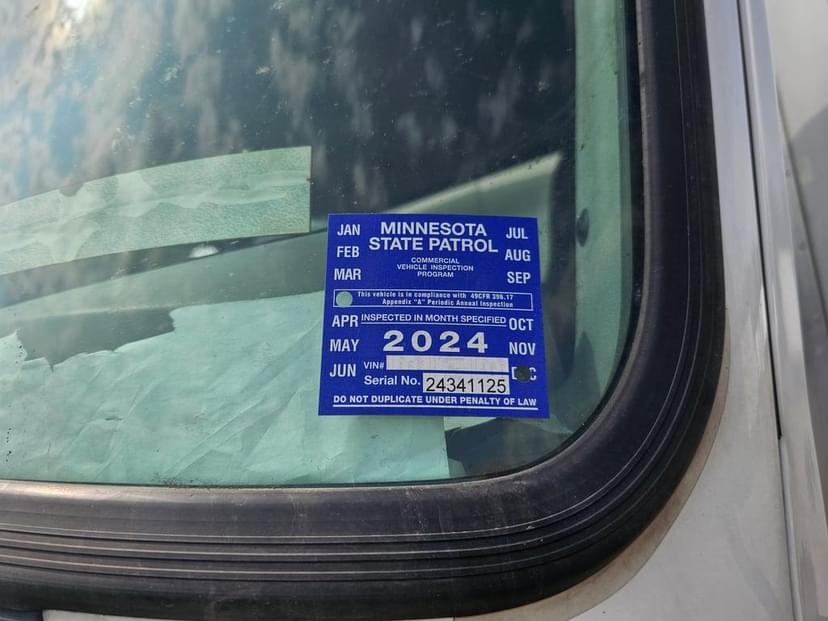 MINNESOTA
STATE PATROL
COMMERCIAL
VEHICLE INSPECTION
PROGRAM
JAN
FEB
MAR
JUL
AUG
SEP
This vehicle is in compliance with 49CFR 396.17
Appendix "A" Periodic Annual Inspection
INSPECTED IN MONTH SPECIFIED
APR
MAY
JUN
2024
OCT
NOV
VIN#
Serial No. 24341125
DO NOT DUPLICATE UNDER PENALTY OF LAW